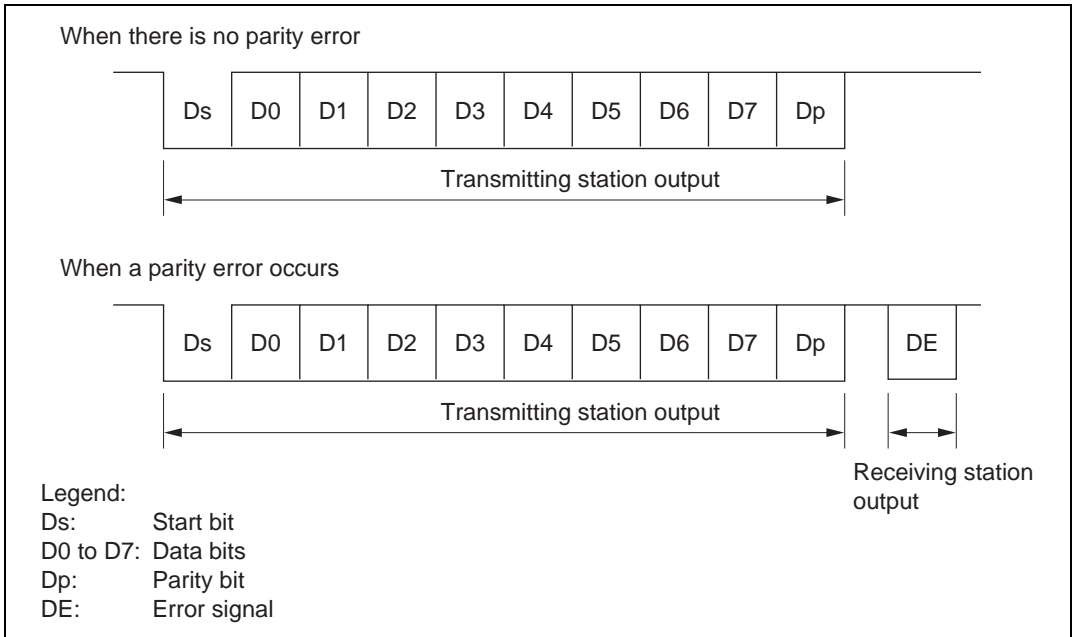 When there is no parity error
Ds D0 D1 D2 D3 D4 D5 D6 D7 Dp
Transmitting station output
When a parity error occurs
Ds D0 D1 D2 D3 D4 D5 D6 D7 Dp DE
Transmitting station output
Receiving station
output
Legend:
Ds: Start bit
D0 to D7: Data bits
Dp: Parity bit
DE: Error signal